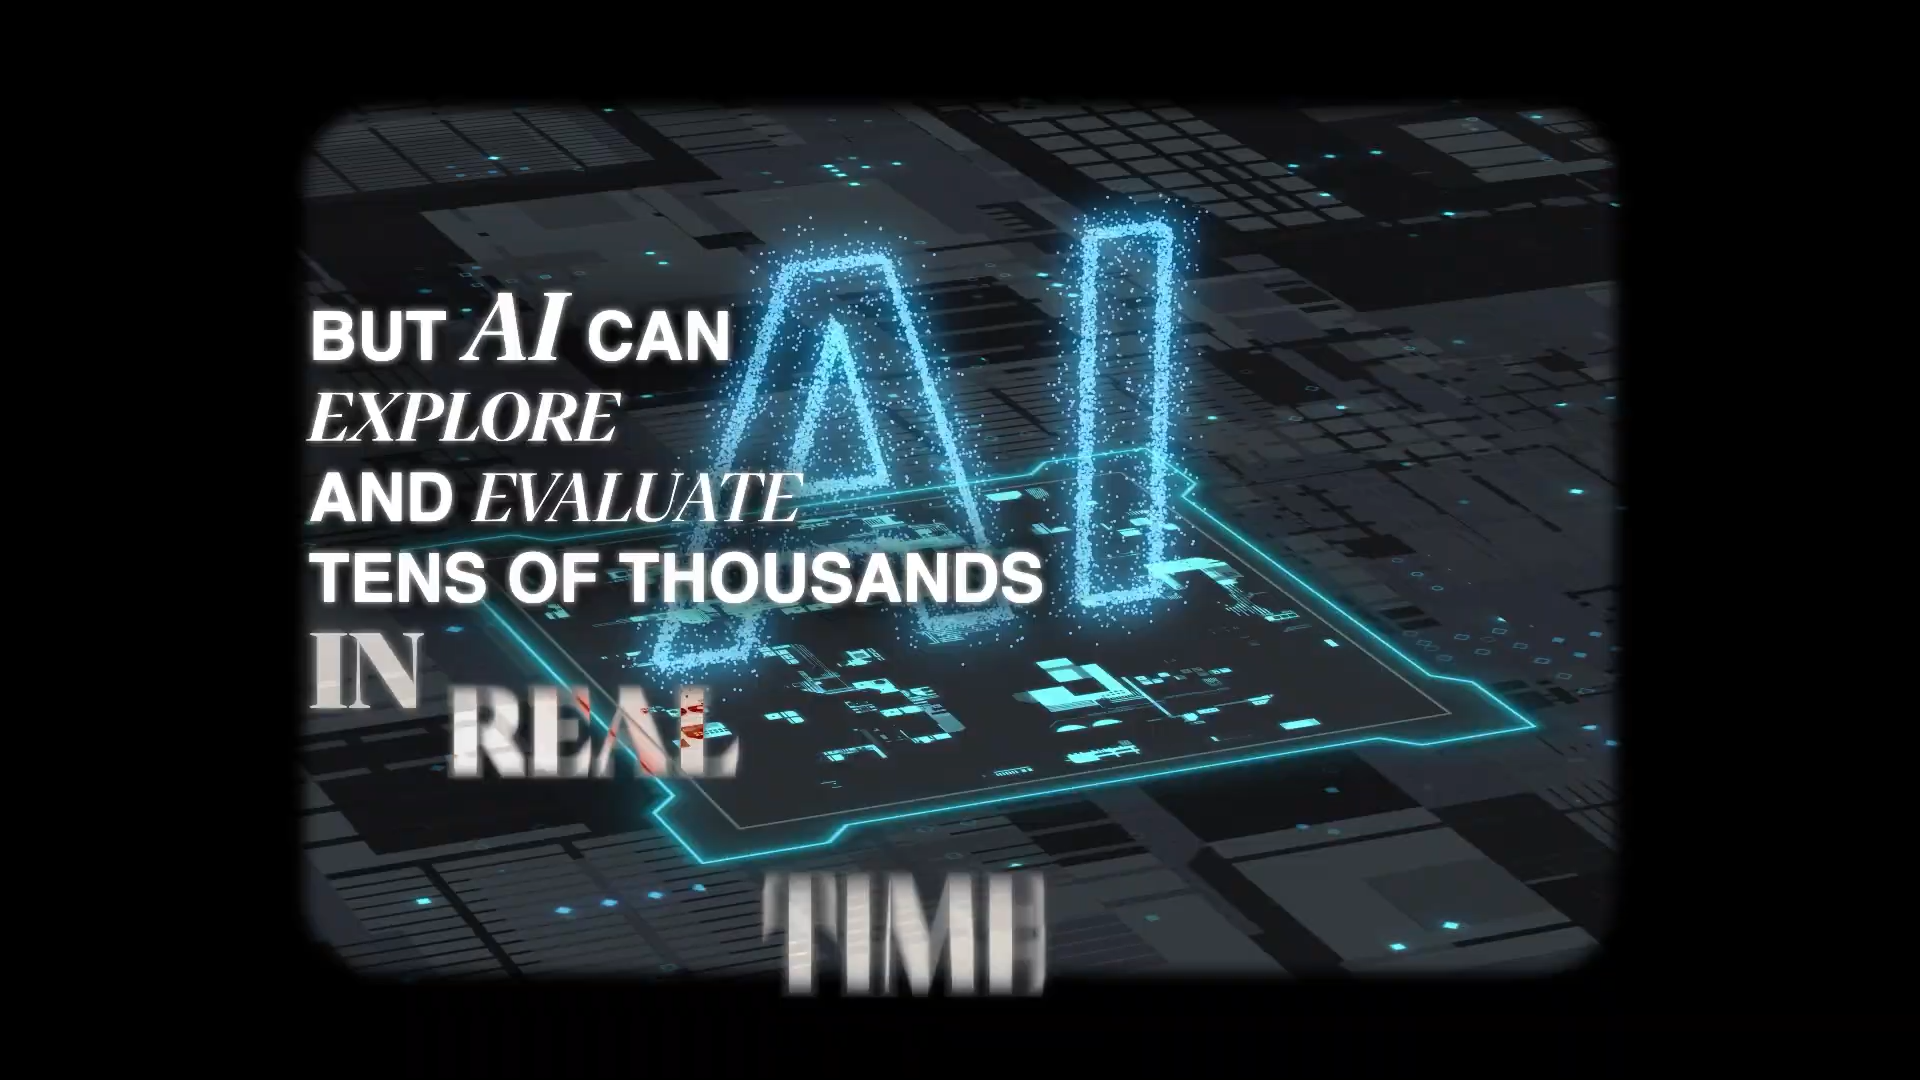 BUT AI CAN
EXPLORE
AND EVALUATE
TENS OF THOUSANDS
IN
REAL
TIME
AI